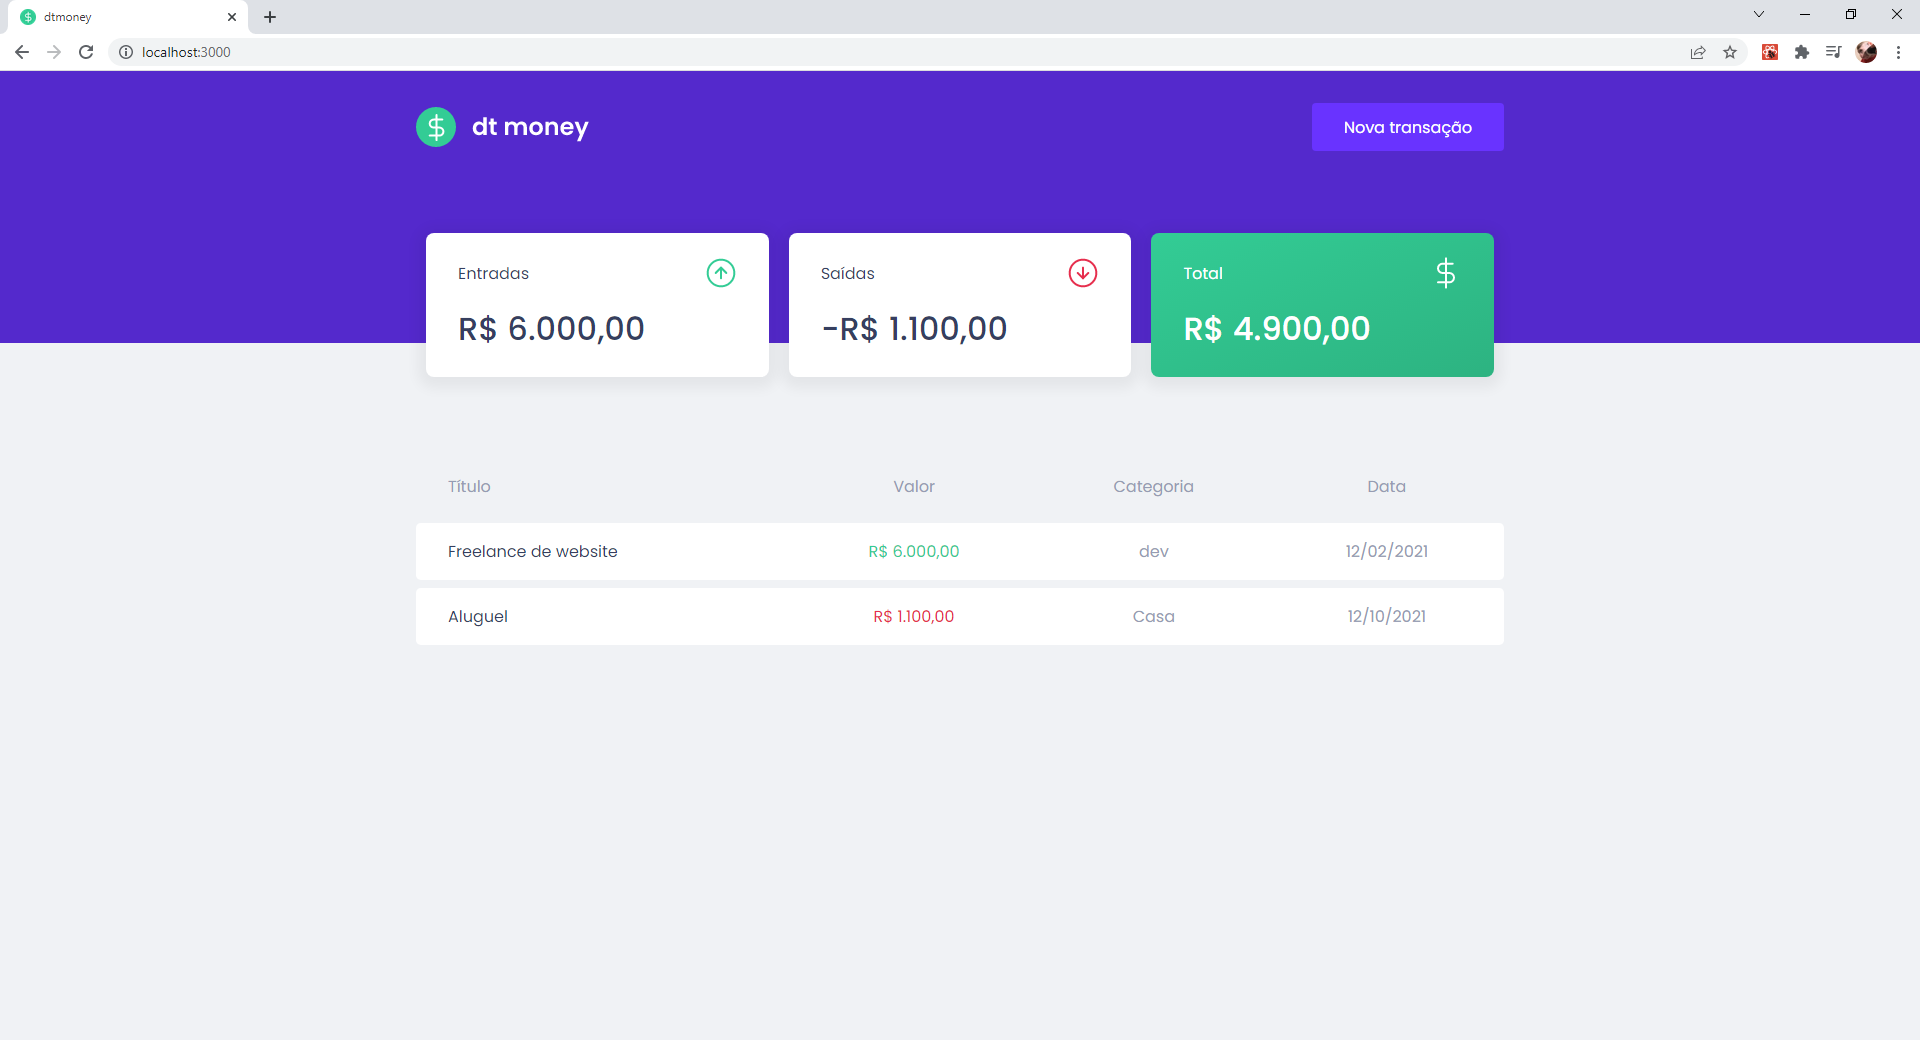 dtmoney
localhost:3000
dt money
Nova transação
Entradas
R$ 6.000,00
Saídas
-R$ 1.100,00
Total
R$ 4.900,00
Título Valor Categoria Data
Freelance de website R$ 6.000,00 dev 12/02/2021
Aluguel R$ 1.100,00 Casa 12/10/2021